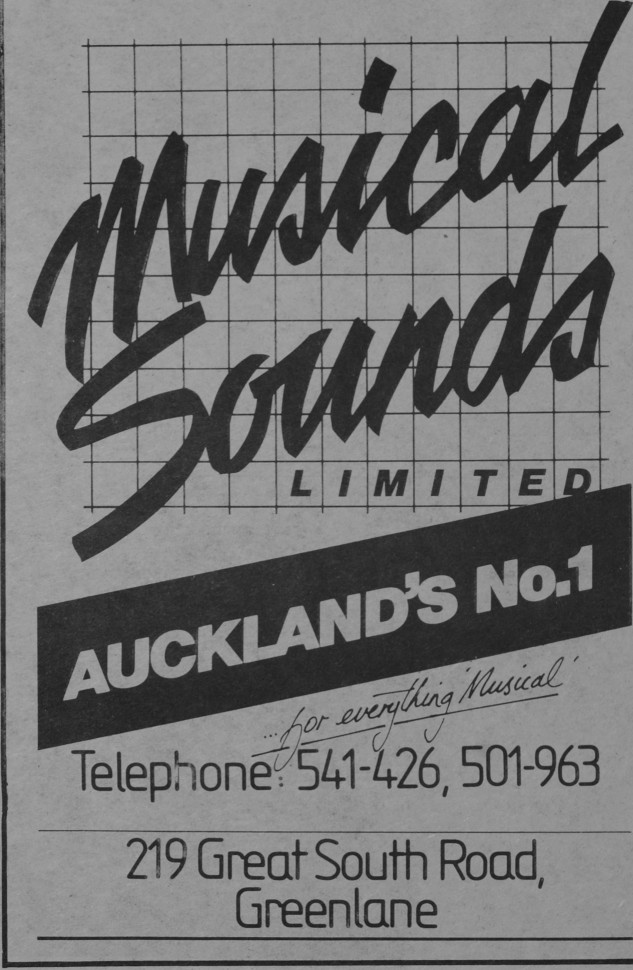 Musical
Sounds
LIMITED
AUCKLAND'S No.1
...for everything 'Musical'
Telephone: 541-426, 501-963
219 Great South Road,
Greenlane